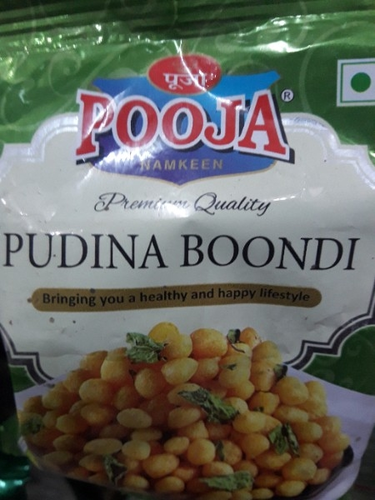 पूजा
POOJA®
NAMKEEN
Premium Quality
PUDINA BOONDI
Bringing you a healthy and happy lifestyle